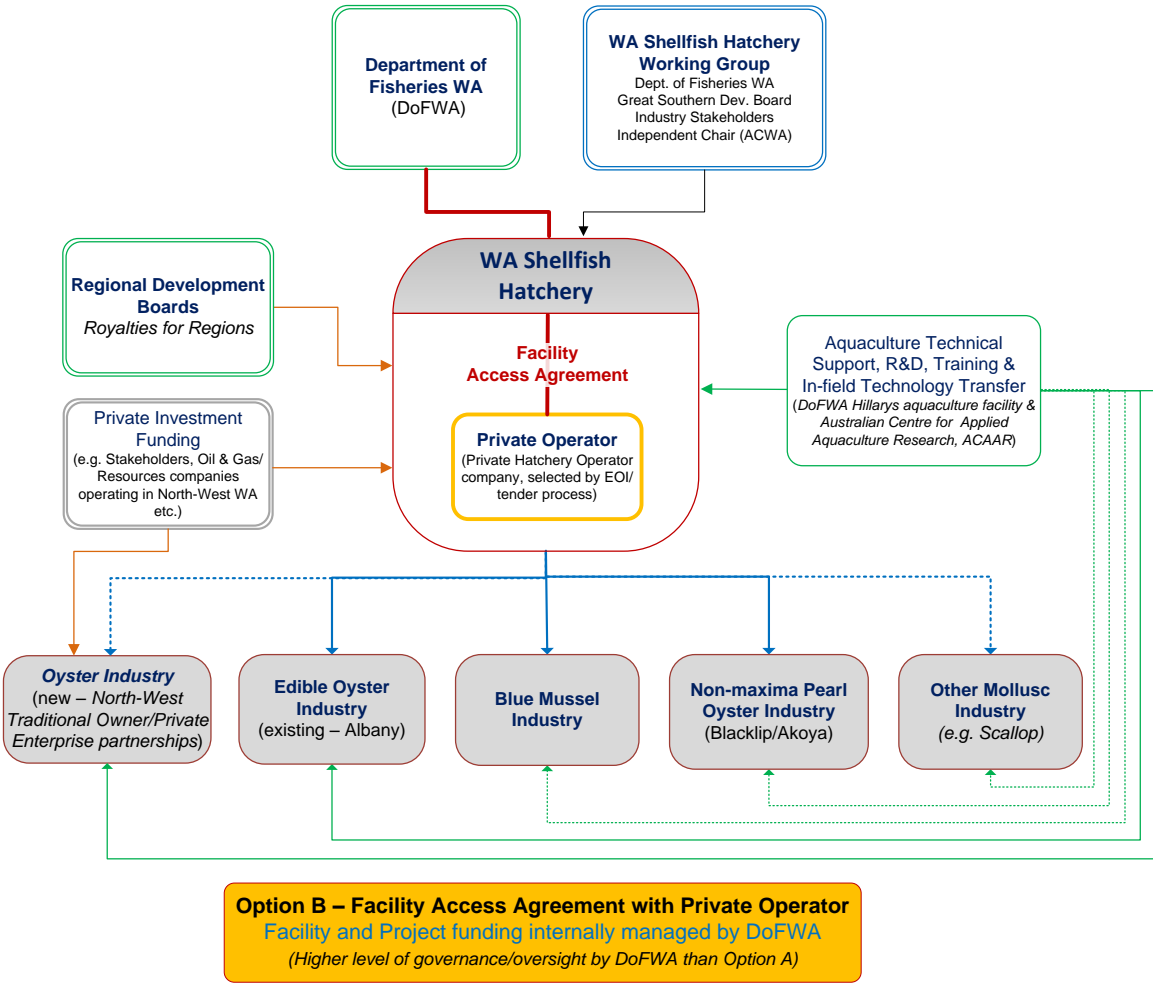 Department of
Fisheries WA
(DoFWA)
WA Shellfish Hatchery
Working Group
Dept. of Fisheries WA
Great Southern Dev. Board
Industry Stakeholders
Independent Chair (ACWA)
Regional Development
Boards
Royalties for Regions
WA Shellfish
Hatchery
Facility
Access Agreement
Private Operator
(Private Hatchery Operator
company, selected by EOI/
tender process)
Aquaculture Technical
Support, R&D, Training &
In-field Technology Transfer
(DoFWA Hillarys aquaculture facility &
Australian Centre for Applied
Aquaculture Research, ACAAR)
Private Investment
Funding
(e.g. Stakeholders, Oil & Gas/
Resources companies
operating in North-West WA
etc.)
Oyster Industry
(new – North-West
Traditional Owner/Private
Enterprise partnerships)
Edible Oyster
Industry
(existing – Albany)
Blue Mussel
Industry
Non-maxima Pearl
Oyster Industry
(Blacklip/Akoya)
Other Mollusc
Industry
(e.g. Scallop)
Option B – Facility Access Agreement with Private Operator
Facility and Project funding internally managed by DoFWA
(Higher level of governance/oversight by DoFWA than Option A)